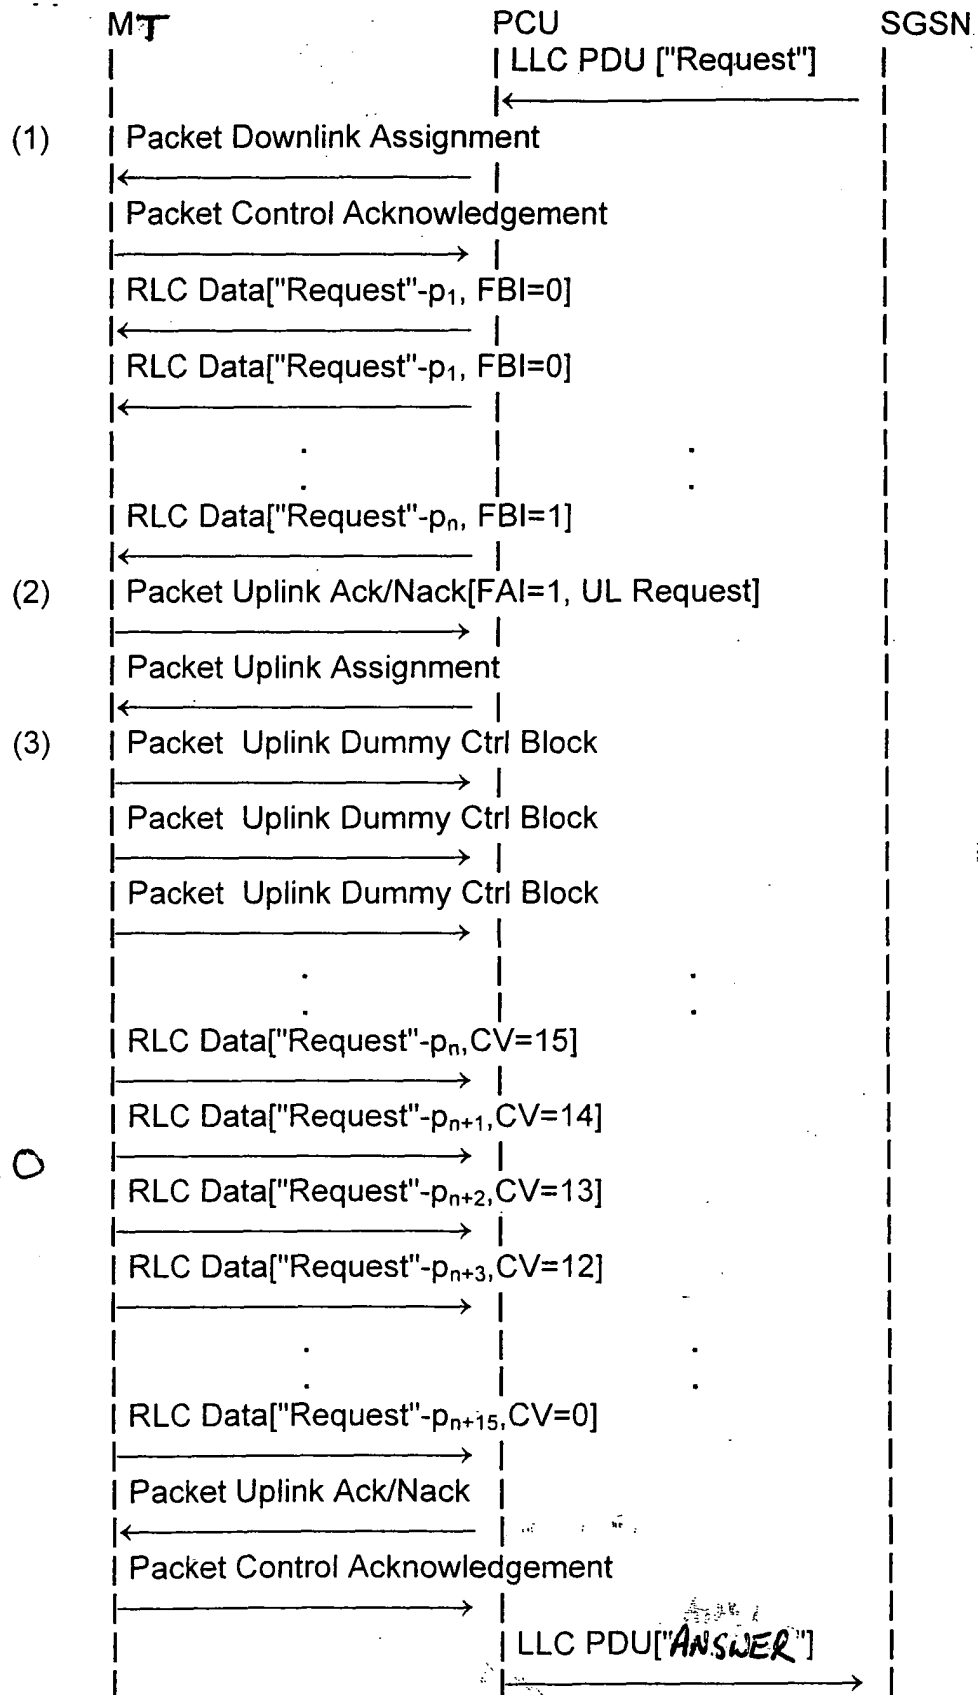 MT PCU SGSN
LLC PDU ["Request"]
(1) Packet Downlink Assignment
Packet Control Acknowledgement
RLC Data["Request"-p₁, FBI=0]
RLC Data["Request"-p₁, FBI=0]
RLC Data["Request"-pₙ, FBI=1]
(2) Packet Uplink Ack/Nack[FAI=1, UL Request]
Packet Uplink Assignment
(3) Packet Uplink Dummy Ctrl Block
Packet Uplink Dummy Ctrl Block
Packet Uplink Dummy Ctrl Block
RLC Data["Request"-pₙ,CV=15]
RLC Data["Request"-pₙ₊₁,CV=14]
RLC Data["Request"-pₙ₊₂,CV=13]
RLC Data["Request"-pₙ₊₃,CV=12]
RLC Data["Request"-pₙ₊₁₅,CV=0]
Packet Uplink Ack/Nack
Packet Control Acknowledgement
LLC PDU["ANSWER"]